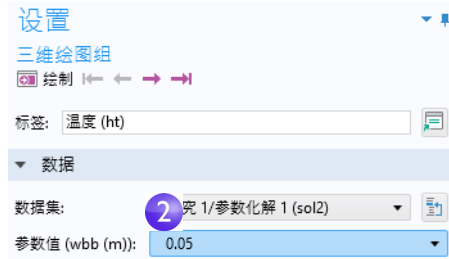 设置
三维绘图组
绘制
标签: 温度 (ht)
数据
数据集: 2 究 1/参数化解 1 (sol2)
参数值 (wbb (m)): 0.05